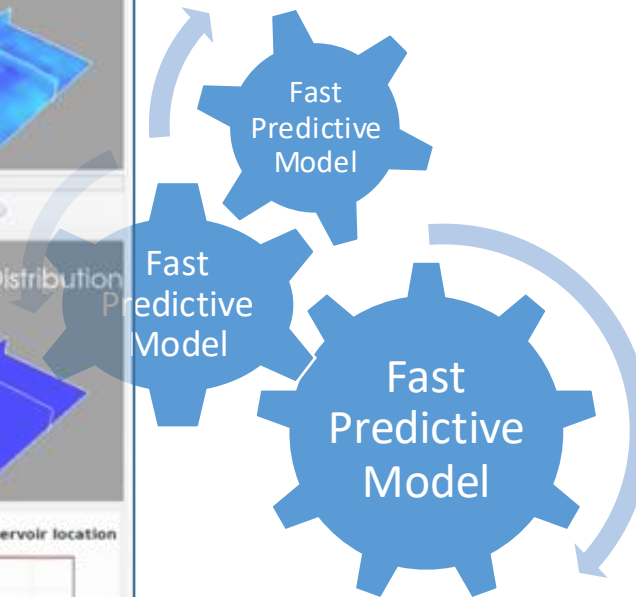 Fast
Predictive
Model
Distribution
Fast
Predictive
Model
Fast
Predictive
Model
ervoir location